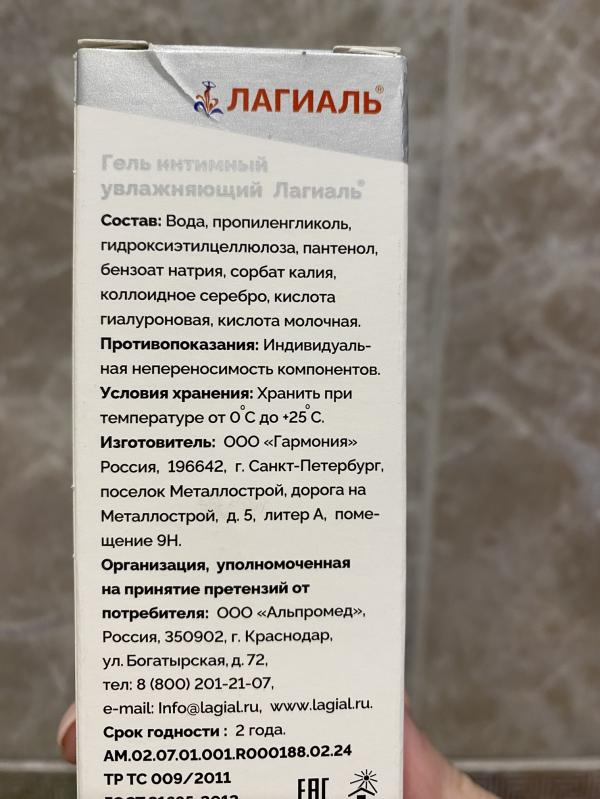 ЛАГИАЛЬ®
Гель интимный
увлажняющий Лагиаль®
Состав: Вода, пропиленгликоль,
гидроксиэтилцеллюлоза, пантенол,
бензоат натрия, сорбат калия,
коллоидное серебро, кислота
гиалуроновая, кислота молочная.
Противопоказания: Индивидуаль-
ная непереносимость компонентов.
Условия хранения: Хранить при
температуре от 0°С до +25°С.
Изготовитель: ООО «Гармония»
Россия, 196642, г. Санкт-Петербург,
поселок Металлострой, дорога на
Металлострой, д. 5, литер А, поме-
щение 9Н.
Организация, уполномоченная
на принятие претензий от
потребителя: ООО «Альпромед»,
Россия, 350902, г. Краснодар,
ул. Богатырская, д. 72,
тел: 8 (800) 201-21-07,
e-mail: Info@lagial.ru, www.lagial.ru.
Срок годности : 2 года.
АМ.02.07.01.001.R000188.02.24
ТР ТС 009/2011
EAC